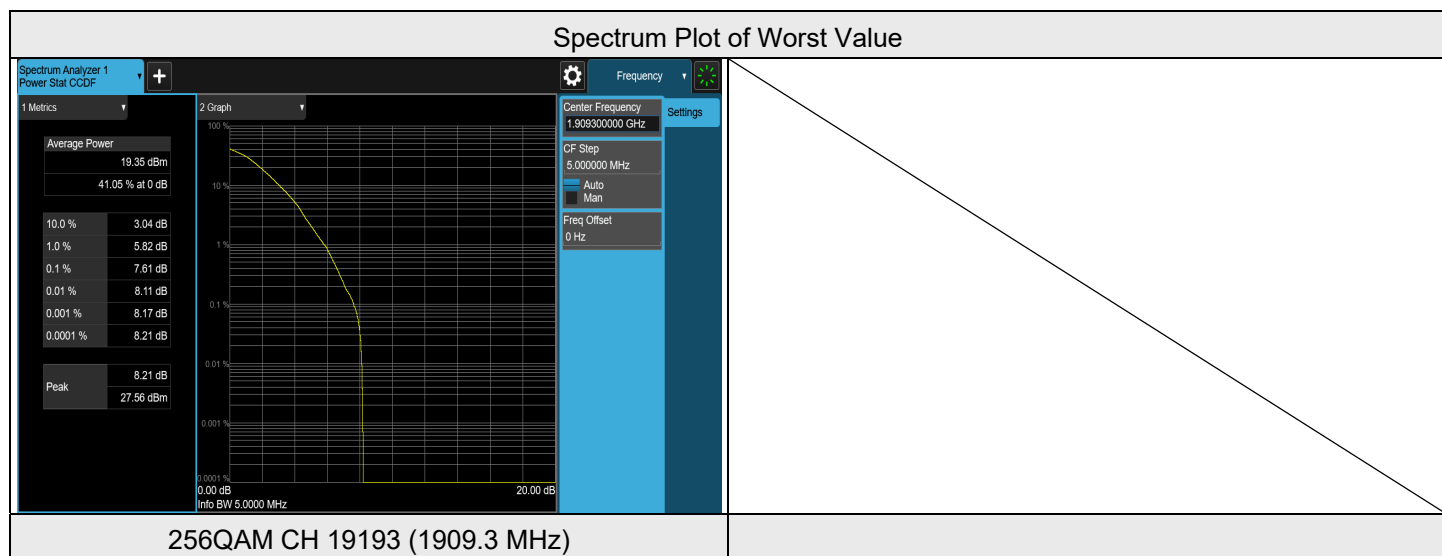 Spectrum Plot of Worst Value
Spectrum Analyzer 1
Power Stat CCDF
+
Frequency
1 Metrics
2 Graph
Center Frequency
1.909300000 GHz
Settings
CF Step
5.000000 MHz
Auto
Man
Freq Offset
0 Hz
Average Power
19.35 dBm
41.05 % at 0 dB
10.0 % 3.04 dB
1.0 % 5.82 dB
0.1 % 7.61 dB
0.01 % 8.11 dB
0.001 % 8.17 dB
0.0001 % 8.21 dB
Peak
8.21 dB
27.56 dBm
100 %
10 %
1 %
0.1 %
0.01 %
0.001 %
0.0001 %
0.00 dB 20.00 dB
Info BW 5.0000 MHz
256QAM CH 19193 (1909.3 MHz)